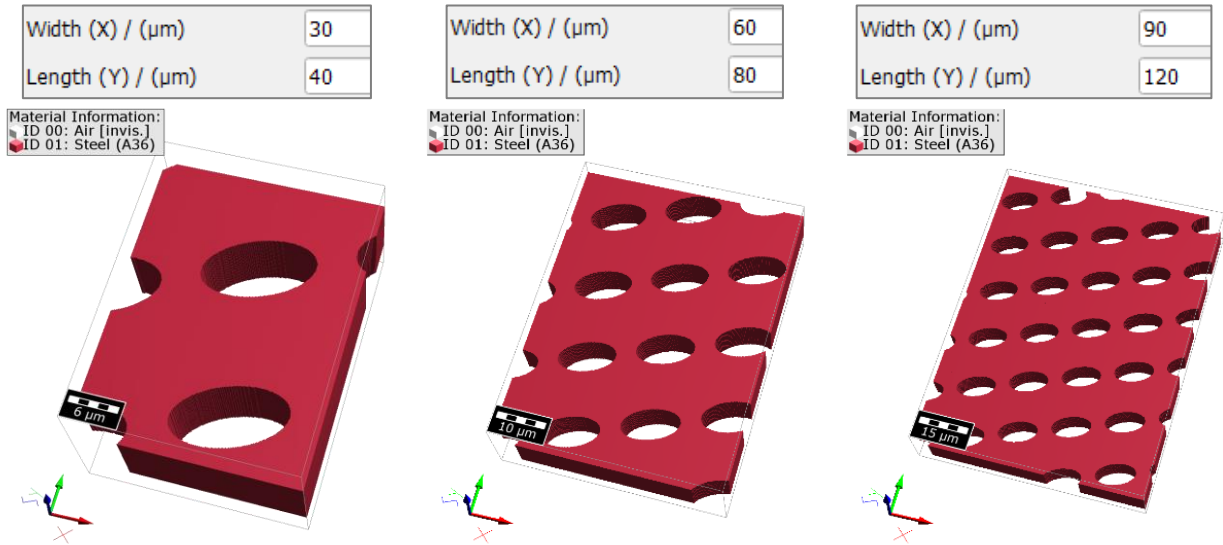 Width (X) / (µm) 30
Length (Y) / (µm) 40
Material Information:
ID 00: Air [invis.]
ID 01: Steel (A36)
6 µm
X
Width (X) / (µm) 60
Length (Y) / (µm) 80
Material Information:
ID 00: Air [invis.]
ID 01: Steel (A36)
10 µm
X
Width (X) / (µm) 90
Length (Y) / (µm) 120
Material Information:
ID 00: Air [invis.]
ID 01: Steel (A36)
15 µm
X